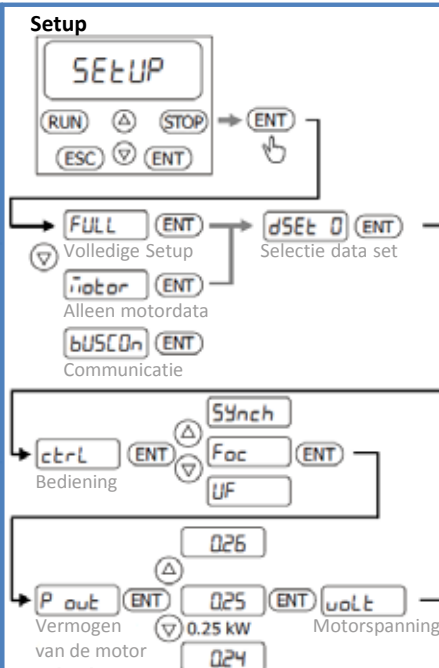 Setup
SEtUP
RUN STOP ENT
ESC ENT
FULL ENT dSEt 0 ENT
Volledige Setup Selectie data set
Motor ENT
Alleen motordata
bUSCOn ENT
Communicatie
SYnch
ctrL ENT Foc ENT
Bediening
UF
0.26
P out ENT 0.25 ENT voLt
Vermogen 0.25 kW Motorspanning
van de motor
0.24